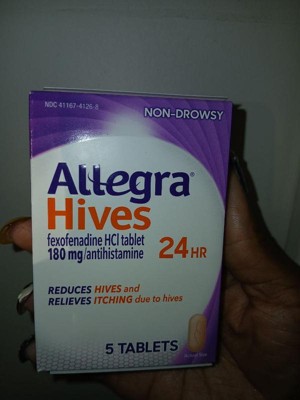 NDC 41167-4125-8
NON-DROWSY
Allegra®
Hives
fexofenadine HCl tablet
180 mg/antihistamine
24 HR
REDUCES HIVES and
RELIEVES ITCHING due to hives
5 TABLETS